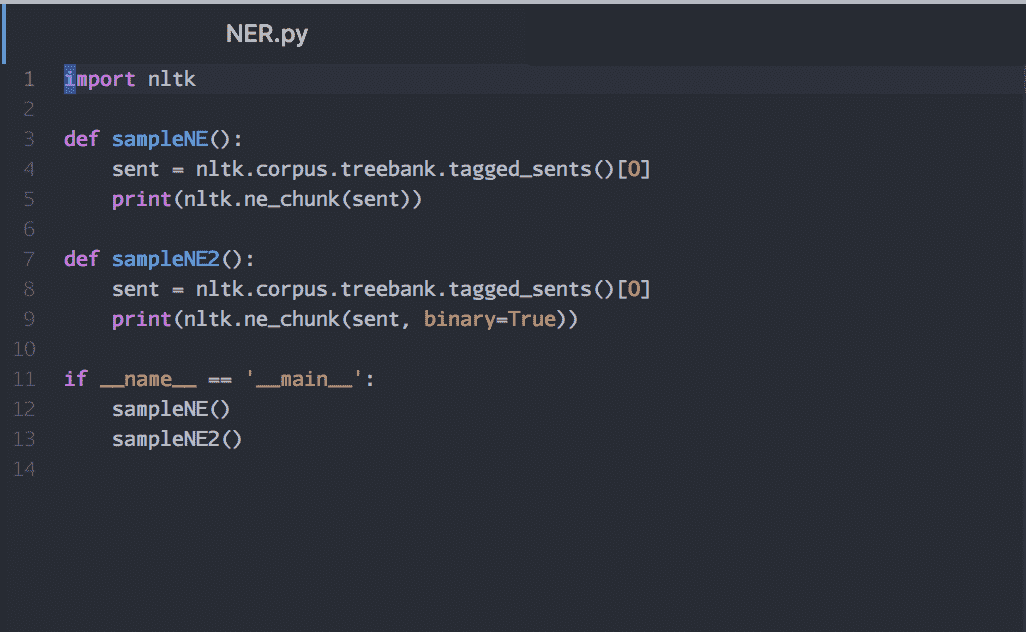 NER.py
1 import nltk
2
3 def sampleNE():
4     sent = nltk.corpus.treebank.tagged_sents()[0]
5     print(nltk.ne_chunk(sent))
6
7 def sampleNE2():
8     sent = nltk.corpus.treebank.tagged_sents()[0]
9     print(nltk.ne_chunk(sent, binary=True))
10
11 if __name__ == '__main__':
12     sampleNE()
13     sampleNE2()
14